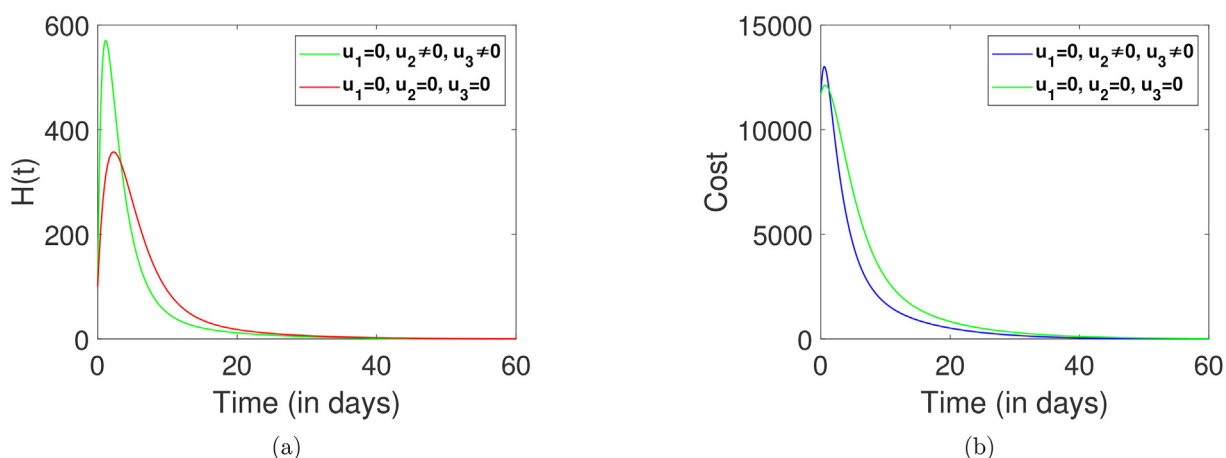 600
400
200
0
H(t)
0 20 40 60
Time (in days)
u₁=0, u₂≠0, u₃≠0
u₁=0, u₂=0, u₃=0
(a)
15000
10000
5000
0
Cost
0 20 40 60
Time (in days)
u₁=0, u₂≠0, u₃≠0
u₁=0, u₂=0, u₃=0
(b)